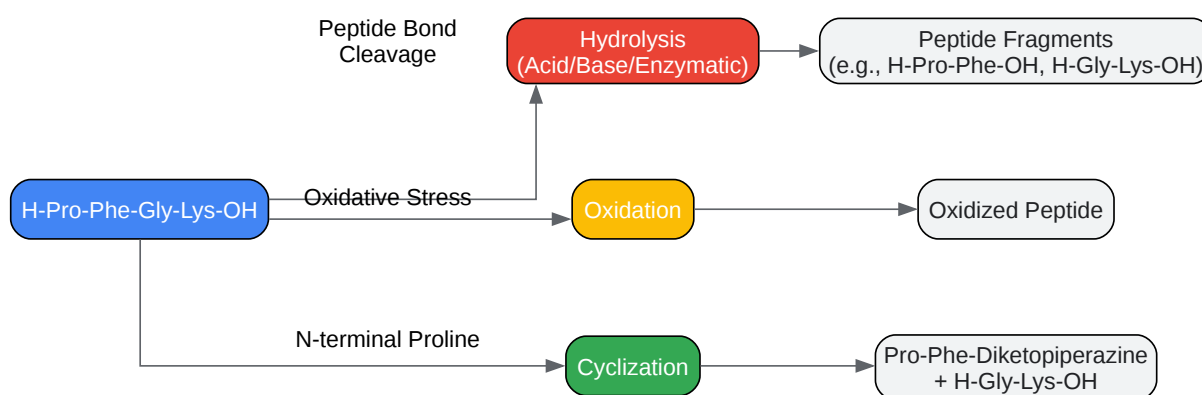 Peptide Bond
Cleavage
Hydrolysis
(Acid/Base/Enzymatic)
Peptide Fragments
(e.g., H-Pro-Phe-OH, H-Gly-Lys-OH)
H-Pro-Phe-Gly-Lys-OH
Oxidative Stress
Oxidation
Oxidized Peptide
N-terminal Proline
Cyclization
Pro-Phe-Diketopiperazine
+ H-Gly-Lys-OH